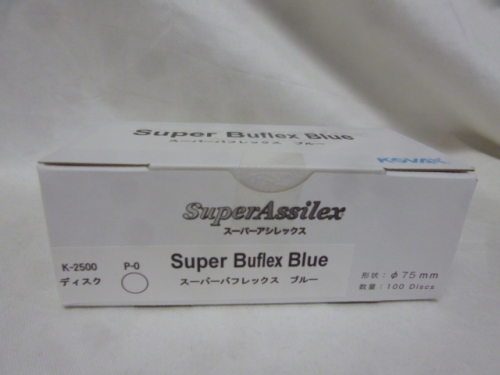 Super Buflex Blue
スーパーバフレックス ブルー
KOVAX
SuperAssilex
スーパーアシレックス
K-2500 P-0 Super Buflex Blue
ディスク スーパーバフレックス ブルー
形状：φ75mm
数量：100 Discs